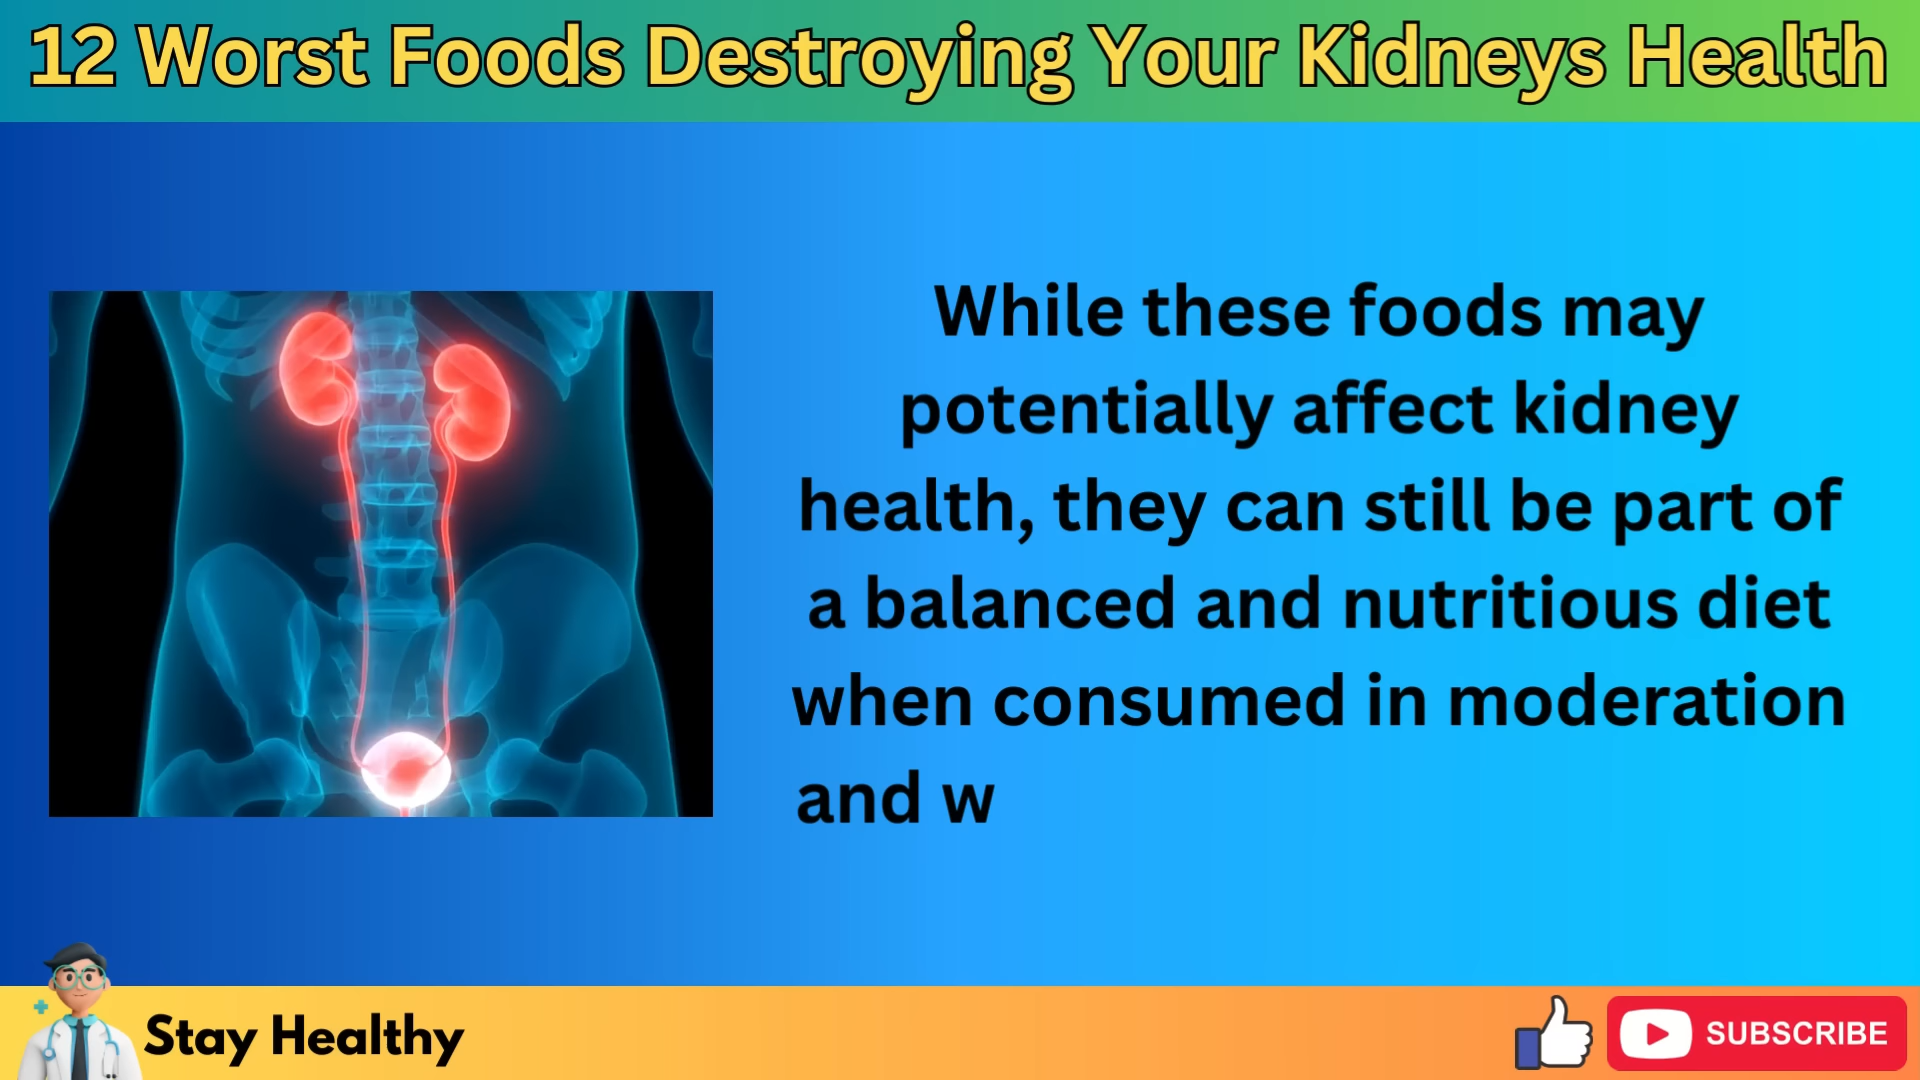 12 Worst Foods Destroying Your Kidneys Health
While these foods may
potentially affect kidney
health, they can still be part of
a balanced and nutritious diet
when consumed in moderation
and w
Stay Healthy
SUBSCRIBE